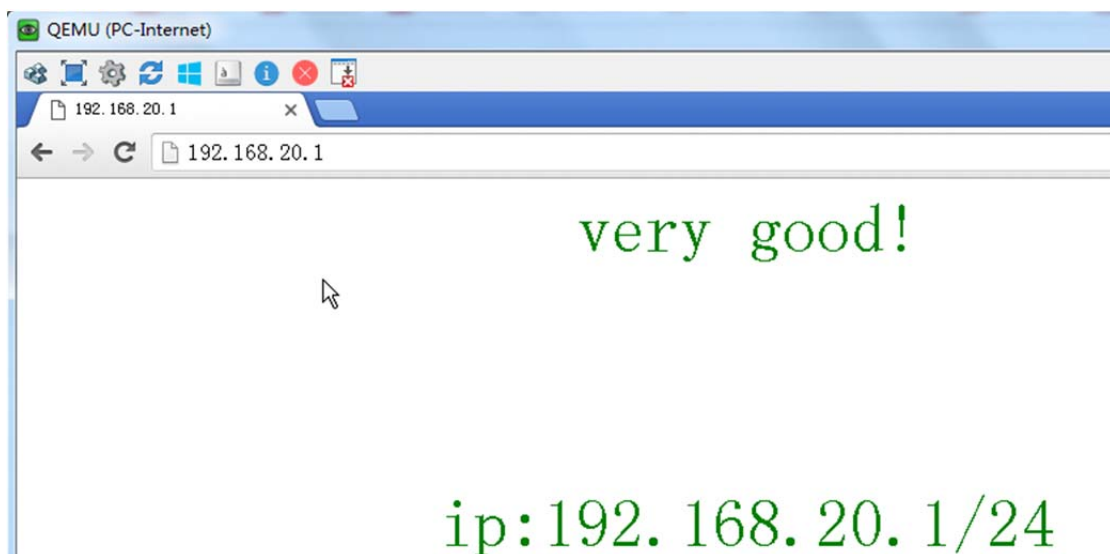 QEMU (PC-Internet)
192.168.20.1
192.168.20.1
very good!
ip:192.168.20.1/24